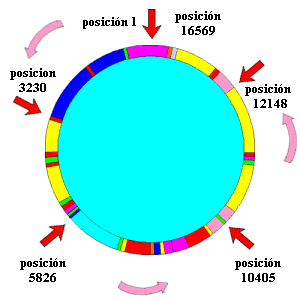 posición 1
posición
16569
posicion
3230
posición
12148
posición
5826
posición
10405